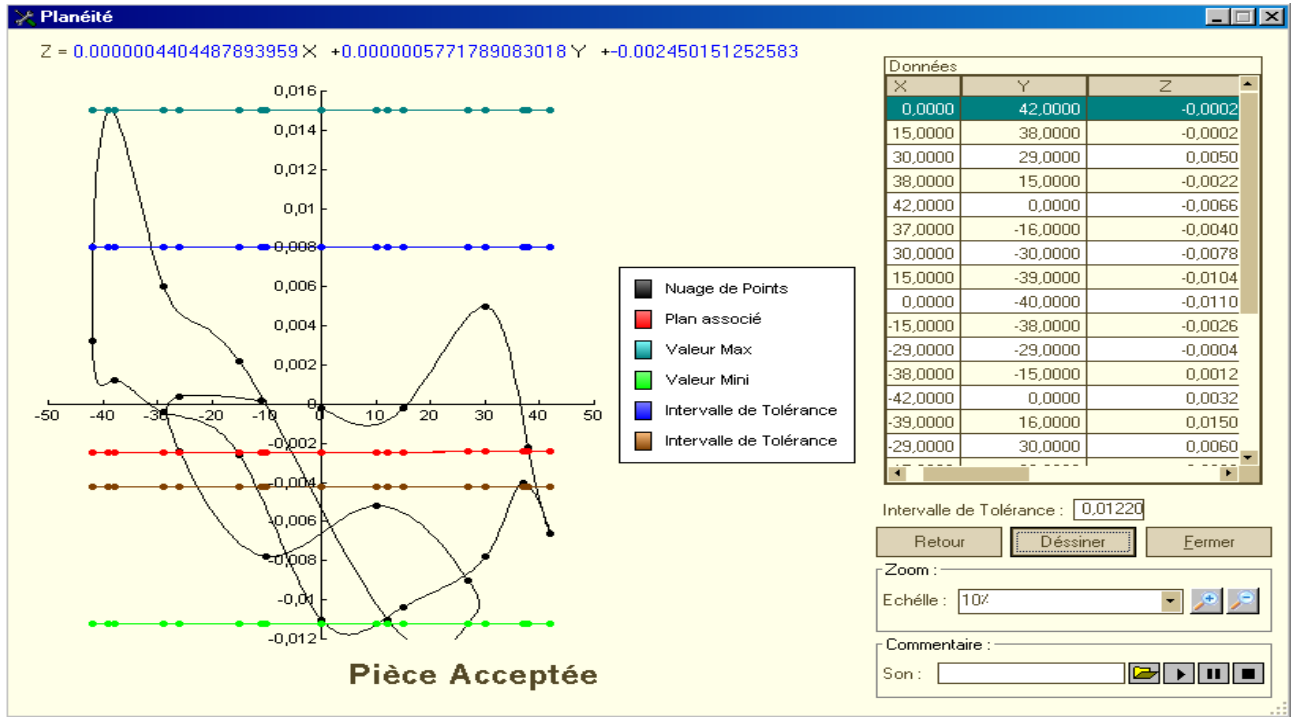 Planéité
Z = 0.0000004404487893959 X +0.0000005771789083018 Y +-0.002450151252583
0,016
0,014
0,012
0,01
0,008
0,006
0,004
0,002
0
-0,002
-0,004
-0,006
-0,008
-0,01
-0,012
-50 -40 -30 -20 -10 10 20 30 40 50
Nuage de Points
Plan associé
Valeur Max
Valeur Mini
Intervalle de Tolérance
Intervalle de Tolérance
Pièce Acceptée
Données
X Y Z
0,0000 42,0000 -0,0002
15,0000 38,0000 -0,0002
30,0000 29,0000 0,0050
38,0000 15,0000 -0,0022
42,0000 0,0000 -0,0066
37,0000 -16,0000 -0,0040
30,0000 -30,0000 -0,0078
15,0000 -39,0000 -0,0104
0,0000 -40,0000 -0,0110
-15,0000 -38,0000 -0,0026
-29,0000 -29,0000 -0,0004
-38,0000 -15,0000 0,0012
-42,0000 0,0000 0,0032
-39,0000 16,0000 0,0150
-29,0000 30,0000 0,0060
Intervalle de Tolérance : 0,01220
Retour Déssiner Fermer
Zoom :
Echélle : 10%
Commentaire :
Son :